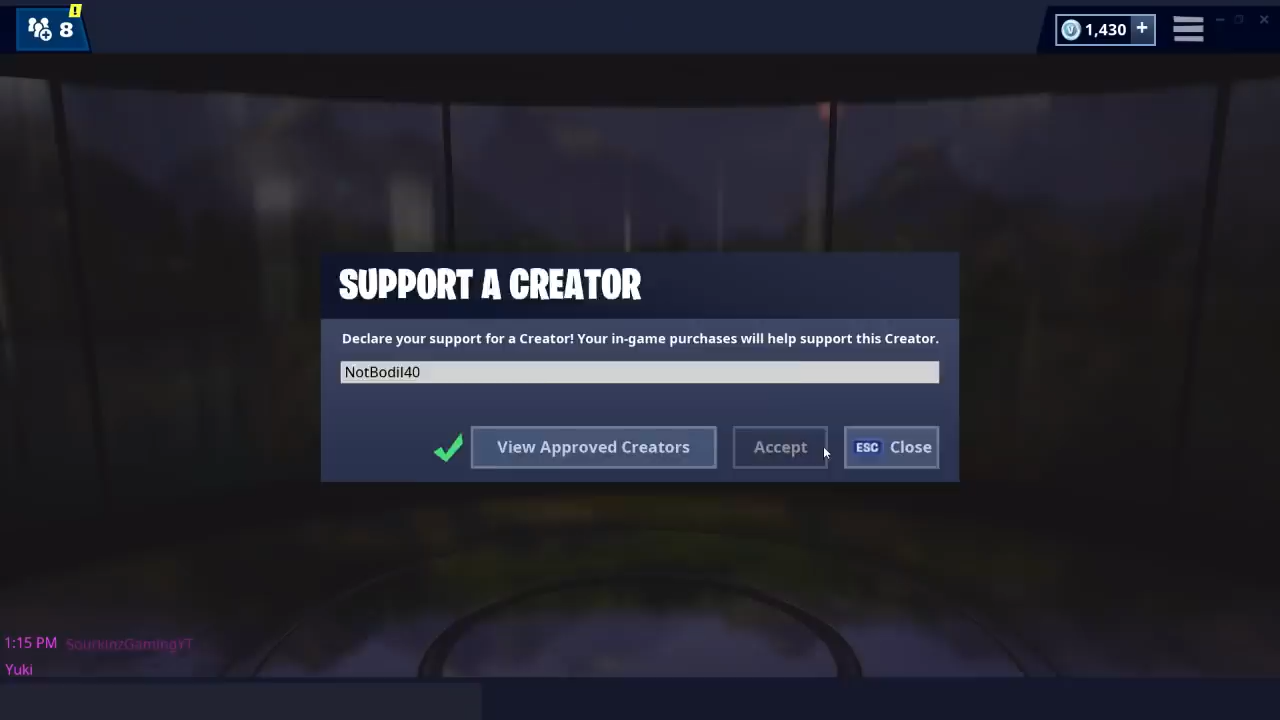 8
!
1,430 +
SUPPORT A CREATOR
Declare your support for a Creator! Your in-game purchases will help support this Creator.
NotBodil40
View Approved Creators
Accept
ESC Close
1:15 PM SourkinzGamingYT
Yuki